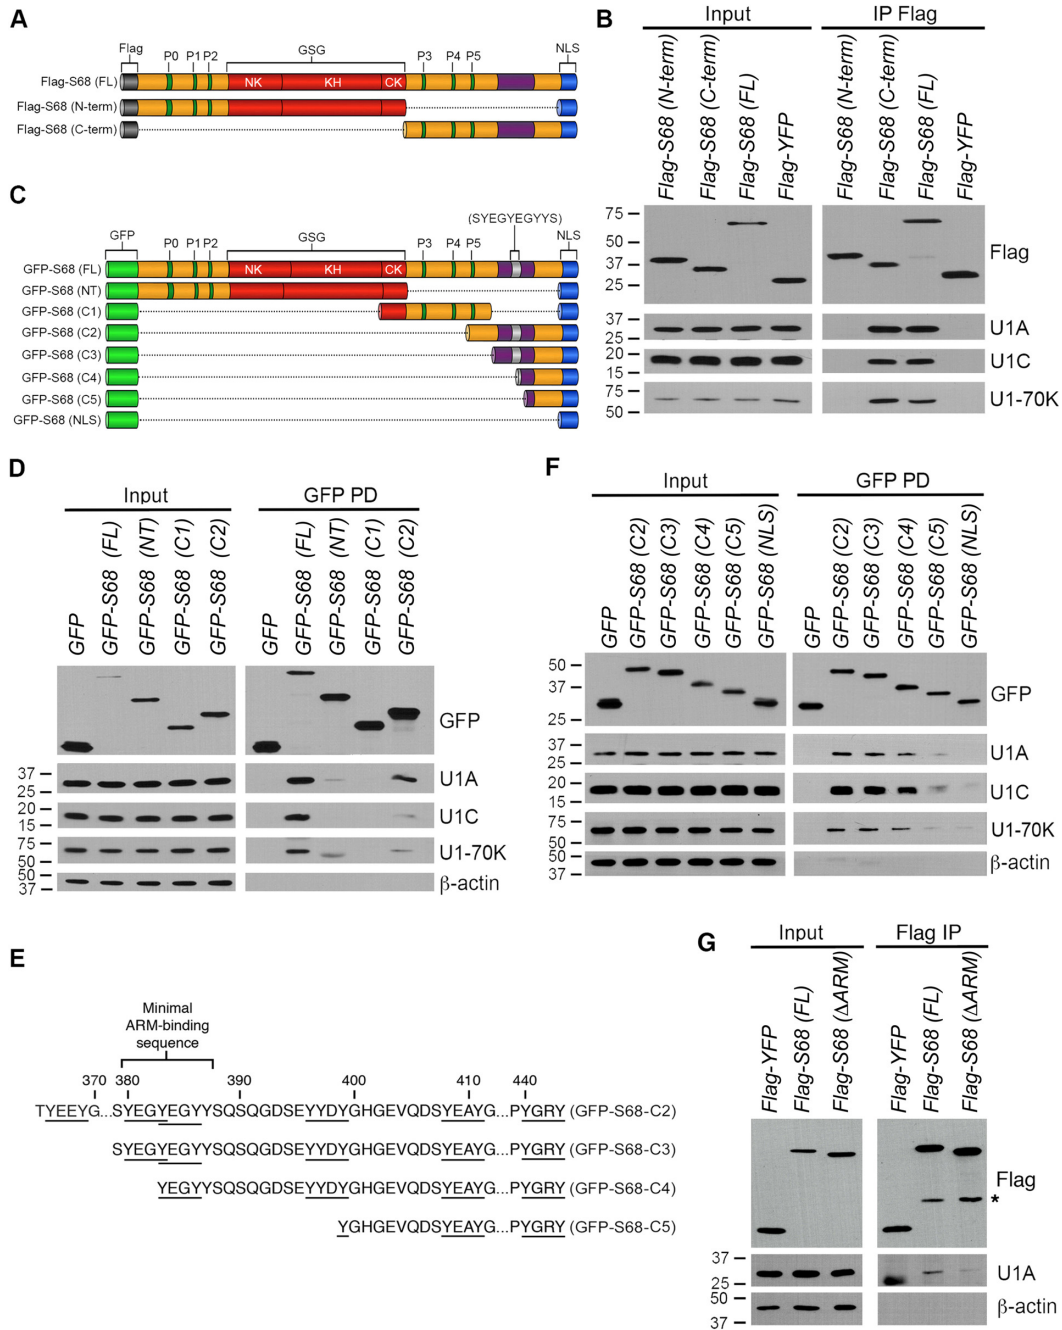 A
Flag
P0 P1 P2
GSG
P3 P4 P5
NLS
Flag-S68 (FL)
NK KH CK
Flag-S68 (N-term)
Flag-S68 (C-term)
B
Input
IP Flag
Flag-S68 (N-term)
Flag-S68 (C-term)
Flag-S68 (FL)
Flag-YFP
Flag-S68 (N-term)
Flag-S68 (C-term)
Flag-S68 (FL)
Flag-YFP
75
50
37
25
Flag
37
25
U1A
20
15
U1C
75
50
U1-70K
C
(SYEGYEGYYS)
GFP
P0 P1 P2
GSG
P3 P4 P5
NLS
GFP-S68 (FL)
NK KH CK
GFP-S68 (NT)
GFP-S68 (C1)
GFP-S68 (C2)
GFP-S68 (C3)
GFP-S68 (C4)
GFP-S68 (C5)
GFP-S68 (NLS)
D
Input
GFP PD
GFP
GFP-S68 (FL)
GFP-S68 (NT)
GFP-S68 (C1)
GFP-S68 (C2)
GFP
GFP-S68 (FL)
GFP-S68 (NT)
GFP-S68 (C1)
GFP-S68 (C2)
GFP
37
25
U1A
20
15
U1C
75
50
U1-70K
50
37
β-actin
F
Input
GFP PD
GFP
GFP-S68 (C2)
GFP-S68 (C3)
GFP-S68 (C4)
GFP-S68 (C5)
GFP-S68 (NLS)
GFP
GFP-S68 (C2)
GFP-S68 (C3)
GFP-S68 (C4)
GFP-S68 (C5)
GFP-S68 (NLS)
50
37
25
GFP
37
25
U1A
20
15
U1C
75
50
U1-70K
50
37
β-actin
E
Minimal
ARM-binding
sequence
370 380 390 400 410 440
TYEEYG...SYEGYEGYYSQSQGDSEYYDYGHGEVQDSYEAYG...PYGRY (GFP-S68-C2)
SYEGYEGYYSQSQGDSEYYDYGHGEVQDSYEAYG...PYGRY (GFP-S68-C3)
YEGYYSQSQGDSEYYDYGHGEVQDSYEAYG...PYGRY (GFP-S68-C4)
YGHGEVQDSYEAYG...PYGRY (GFP-S68-C5)
G
Input
Flag IP
Flag-YFP
Flag-S68 (FL)
Flag-S68 (ΔARM)
Flag-YFP
Flag-S68 (FL)
Flag-S68 (ΔARM)
Flag
*
37
25
U1A
50
37
β-actin